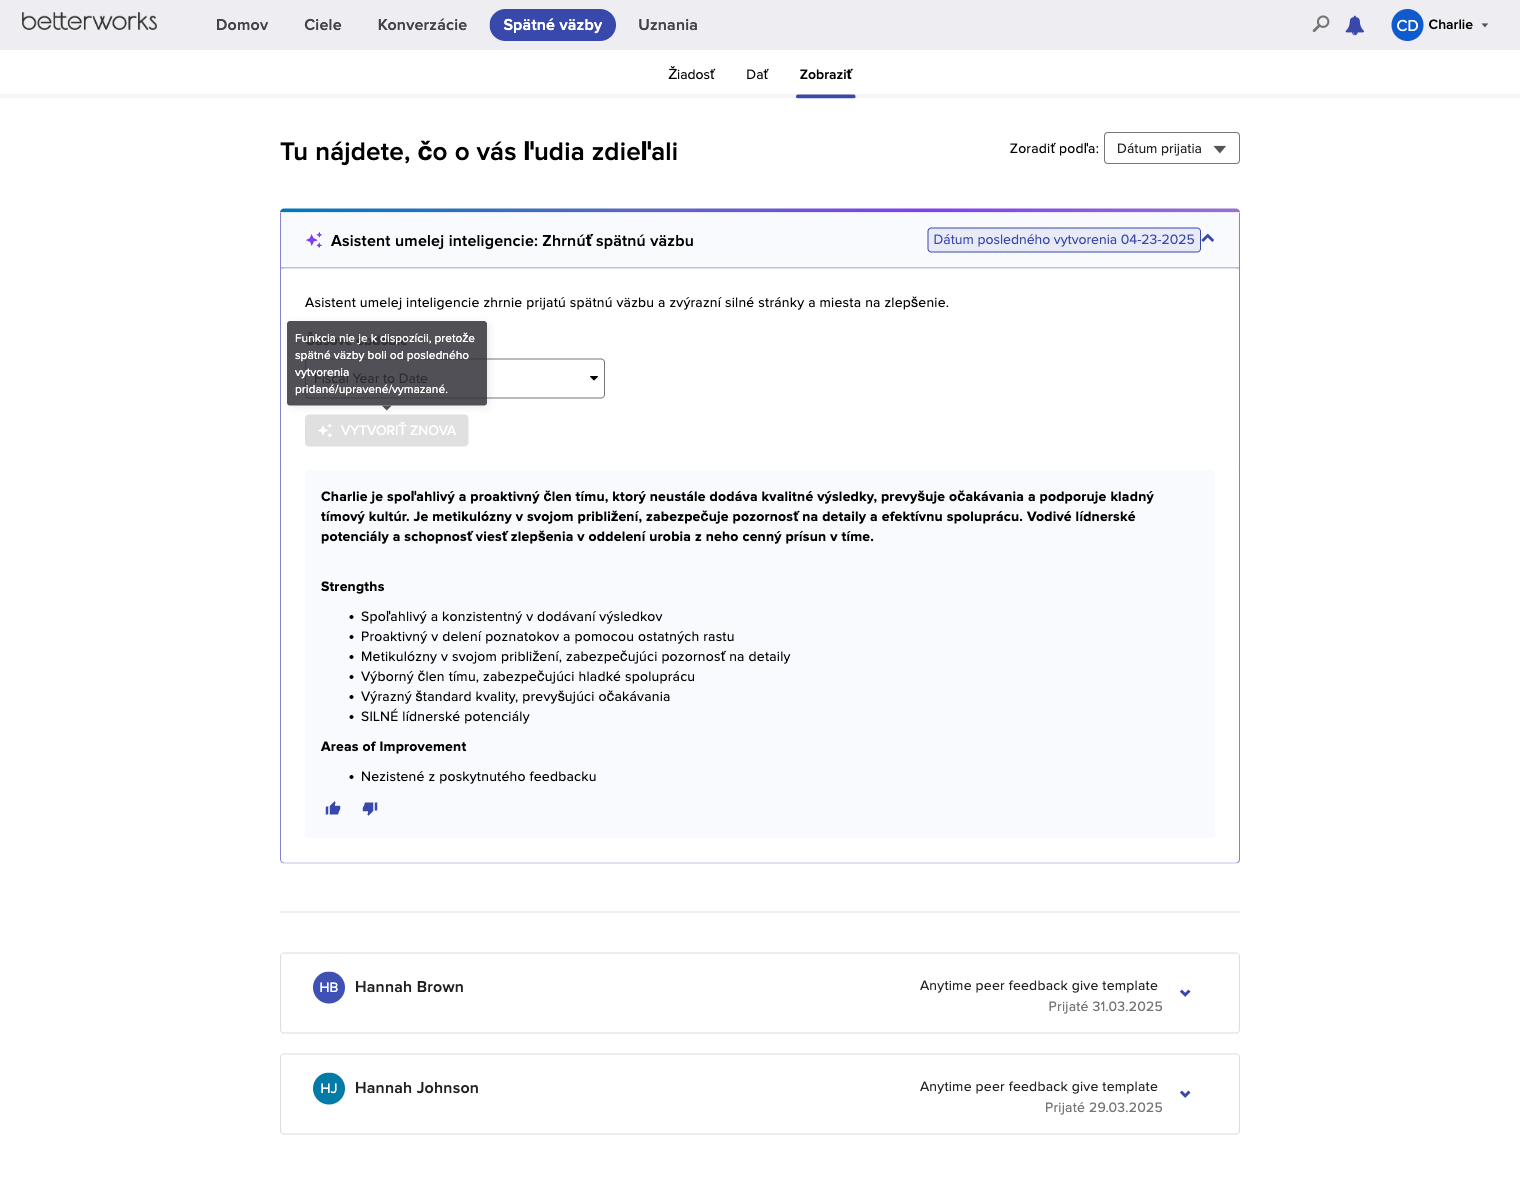 betterworks
Domov
Ciele
Konverzácie
Spätné väzby
Uznania
CD
Charlie
Žiadosť
Dať
Zobraziť
Tu nájdete, čo o vás ľudia zdieľali
Zoradiť podľa:
Dátum prijatia
Asistent umelej inteligencie: Zhrnúť spätnú väzbu
Dátum posledného vytvorenia 04-23-2025
Asistent umelej inteligencie zhrnie prijatú spätnú väzbu a zvýrazní silné stránky a miesta na zlepšenie.
Funkcia nie je k dispozícii, pretože
spätné väzby boli od posledného
vytvorenia
pridané/upravené/vymazané.
Fiscal Year to Date
VYTVORIŤ ZNOVA
Charlie je spoľahlivý a proaktivný člen tímu, ktorý neustále dodáva kvalitné výsledky, prevyšuje očakávania a podporuje kladný
tímový kultúr. Je metikulózny v svojom približení, zabezpečuje pozornosť na detaily a efektívnu spoluprácu. Vodivé lídnerské
potenciály a schopnosť viesť zlepšenia v oddelení urobia z neho cenný prísun v tíme.
Strengths
• Spoľahlivý a konzistentný v dodávaní výsledkov
• Proaktivný v delení poznatokov a pomocou ostatných rastu
• Metikulózny v svojom približení, zabezpečujúci pozornosť na detaily
• Výborný člen tímu, zabezpečujúci hladké spoluprácu
• Výrazný štandard kvality, prevyšujúci očakávania
• SILNÉ lídnerské potenciály
Areas of Improvement
• Nezistené z poskytnutého feedbacku
HB
Hannah Brown
Anytime peer feedback give template
Prijaté 31.03.2025
HJ
Hannah Johnson
Anytime peer feedback give template
Prijaté 29.03.2025